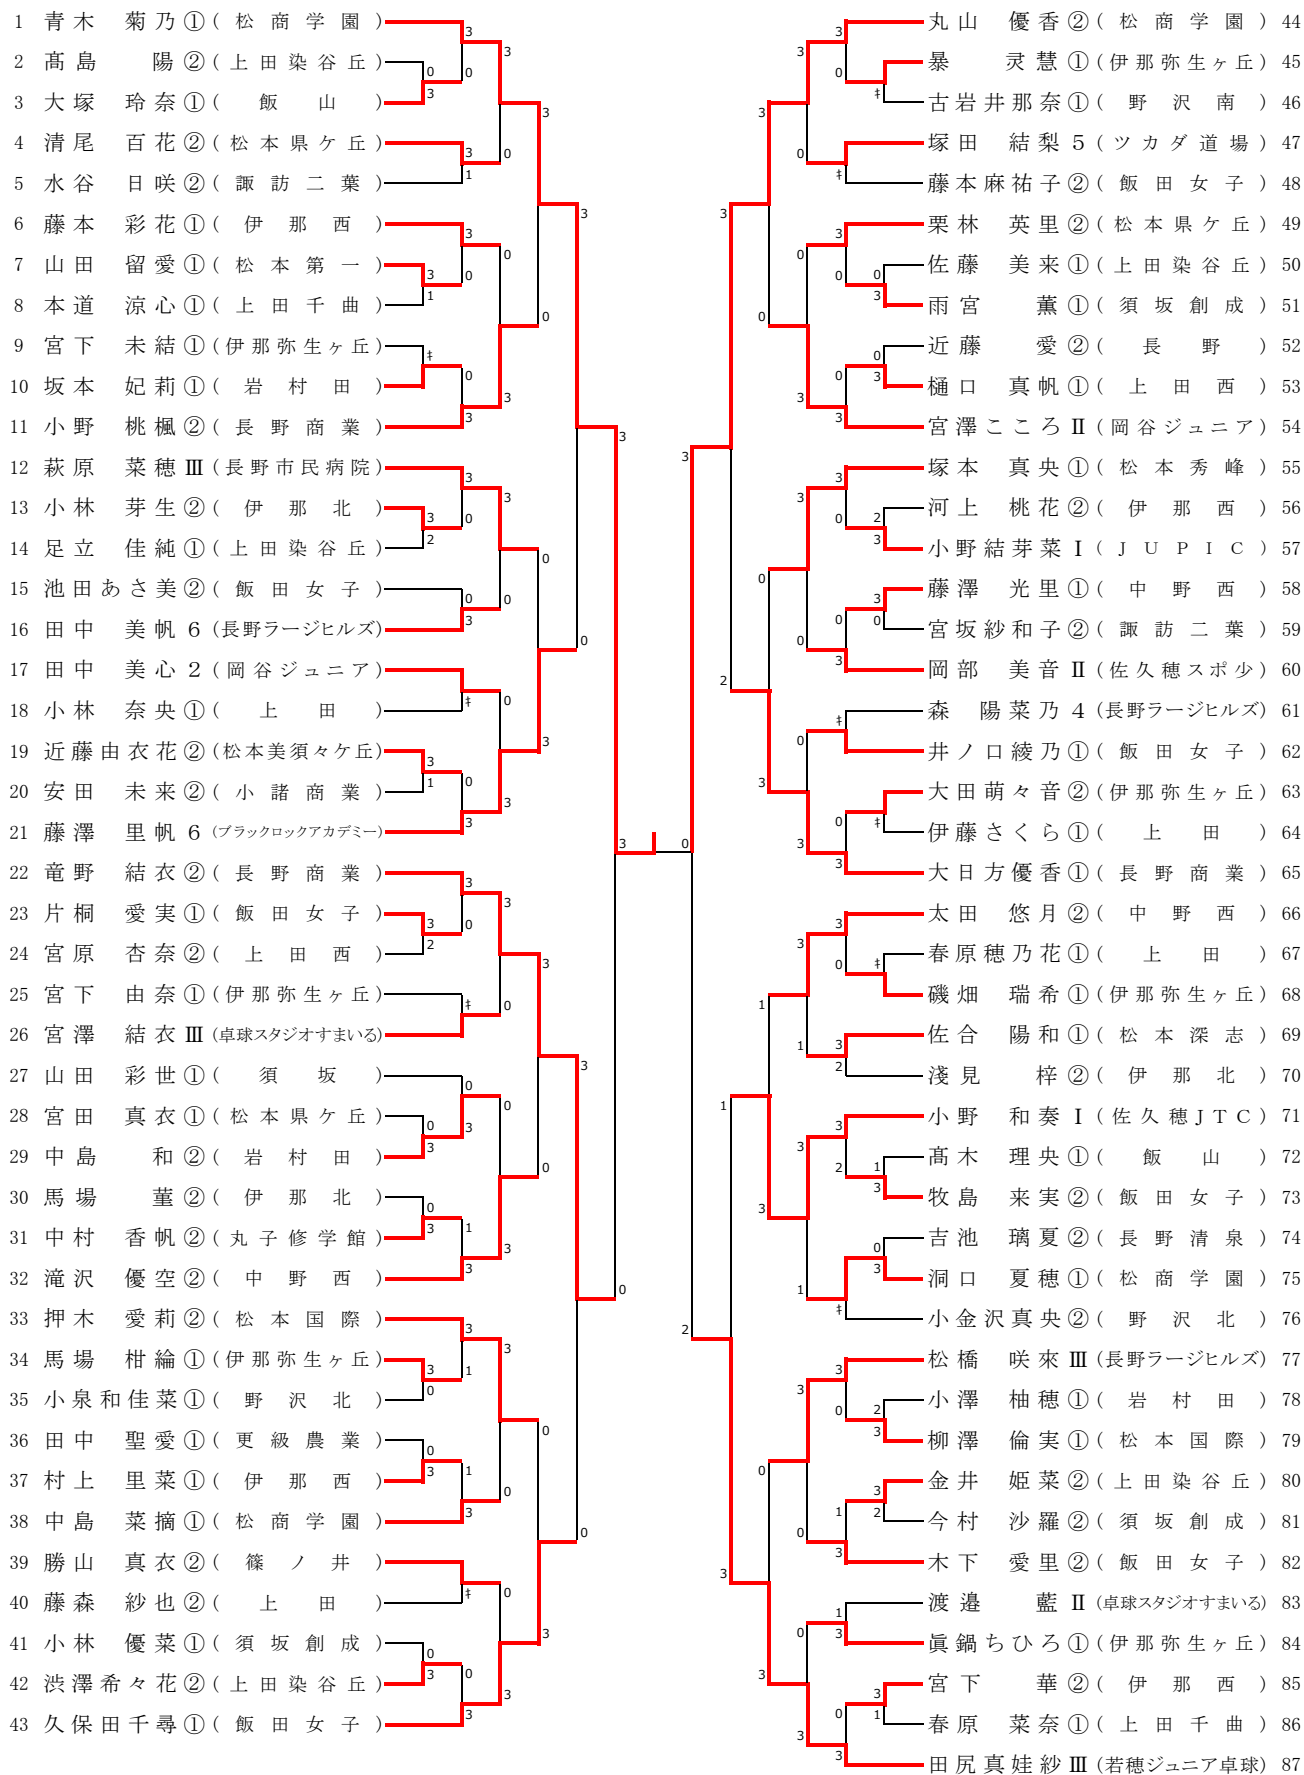 1 青木 菊乃①(松商学園)
2 髙島 陽②(上田染谷丘)
3 大塚 玲奈①(飯山)
4 清尾 百花②(松本県ケ丘)
5 水谷 日咲②(諏訪二葉)
6 藤本 彩花①(伊那西)
7 山田 留愛①(松本第一)
8 本道 涼心①(上田千曲)
9 宮下 未結①(伊那弥生ヶ丘)
10 坂本 妃莉①(岩村田)
11 小野 桃楓②(長野商業)
12 萩原 菜穂Ⅲ(長野市民病院)
13 小林 芽生②(伊那北)
14 足立 佳純①(上田染谷丘)
15 池田あさ美②(飯田女子)
16 田中 美帆6(長野ラージヒルズ)
17 田中 美心2(岡谷ジュニア)
18 小林 奈央①(上田)
19 近藤由衣花②(松本美須々ケ丘)
20 安田 未来②(小諸商業)
21 藤澤 里帆6(ブラックロックアカデミー)
22 竜野 結衣②(長野商業)
23 片桐 愛実①(飯田女子)
24 宮原 杏奈②(上田西)
25 宮下 由奈①(伊那弥生ヶ丘)
26 宮澤 結衣Ⅲ(卓球スタジオすまいる)
27 山田 彩世①(須坂)
28 宮田 真衣①(松本県ケ丘)
29 中島 和②(岩村田)
30 馬場 菫②(伊那北)
31 中村 香帆②(丸子修学館)
32 滝沢 優空②(中野西)
33 押木 愛莉②(松本国際)
34 馬場 柑綸①(伊那弥生ヶ丘)
35 小泉和佳菜①(野沢北)
36 田中 聖愛①(更級農業)
37 村上 里菜①(伊那西)
38 中島 菜摘①(松商学園)
39 勝山 真衣②(篠ノ井)
40 藤森 紗也②(上田)
41 小林 優菜①(須坂創成)
42 渋澤希々花②(上田染谷丘)
43 久保田千尋①(飯田女子)
丸山 優香②(松商学園) 44
暴 灵慧①(伊那弥生ヶ丘) 45
古岩井那奈①(野沢南) 46
塚田 結梨5(ツカダ道場) 47
藤本麻祐子②(飯田女子) 48
栗林 英里②(松本県ケ丘) 49
佐藤 美来①(上田染谷丘) 50
雨宮 薫①(須坂創成) 51
近藤 愛②(長野) 52
樋口 真帆①(上田西) 53
宮澤こころⅡ(岡谷ジュニア) 54
塚本 真央①(松本秀峰) 55
河上 桃花②(伊那西) 56
小野結芽菜Ⅰ(JUPIC) 57
藤澤 光里①(中野西) 58
宮坂紗和子②(諏訪二葉) 59
岡部 美音Ⅱ(佐久穂スポ少) 60
森 陽菜乃4(長野ラージヒルズ) 61
井ノ口綾乃①(飯田女子) 62
大田萌々音②(伊那弥生ヶ丘) 63
伊藤さくら①(上田) 64
大日方優香①(長野商業) 65
太田 悠月②(中野西) 66
春原穂乃花①(上田) 67
磯畑 瑞希①(伊那弥生ヶ丘) 68
佐合 陽和①(松本深志) 69
淺見 梓②(伊那北) 70
小野 和奏Ⅰ(佐久穂JTC) 71
髙木 理央①(飯山) 72
牧島 来実②(飯田女子) 73
吉池 璃夏②(長野清泉) 74
洞口 夏穂①(松商学園) 75
小金沢真央②(野沢北) 76
松橋 咲來Ⅲ(長野ラージヒルズ) 77
小澤 柚穂①(岩村田) 78
柳澤 倫実①(松本国際) 79
金井 姫菜②(上田染谷丘) 80
今村 沙羅②(須坂創成) 81
木下 愛里②(飯田女子) 82
渡邉 藍Ⅱ(卓球スタジオすまいる) 83
眞鍋ちひろ①(伊那弥生ヶ丘) 84
宮下 華②(伊那西) 85
春原 菜奈①(上田千曲) 86
田尻真娃紗Ⅲ(若穂ジュニア卓球) 87